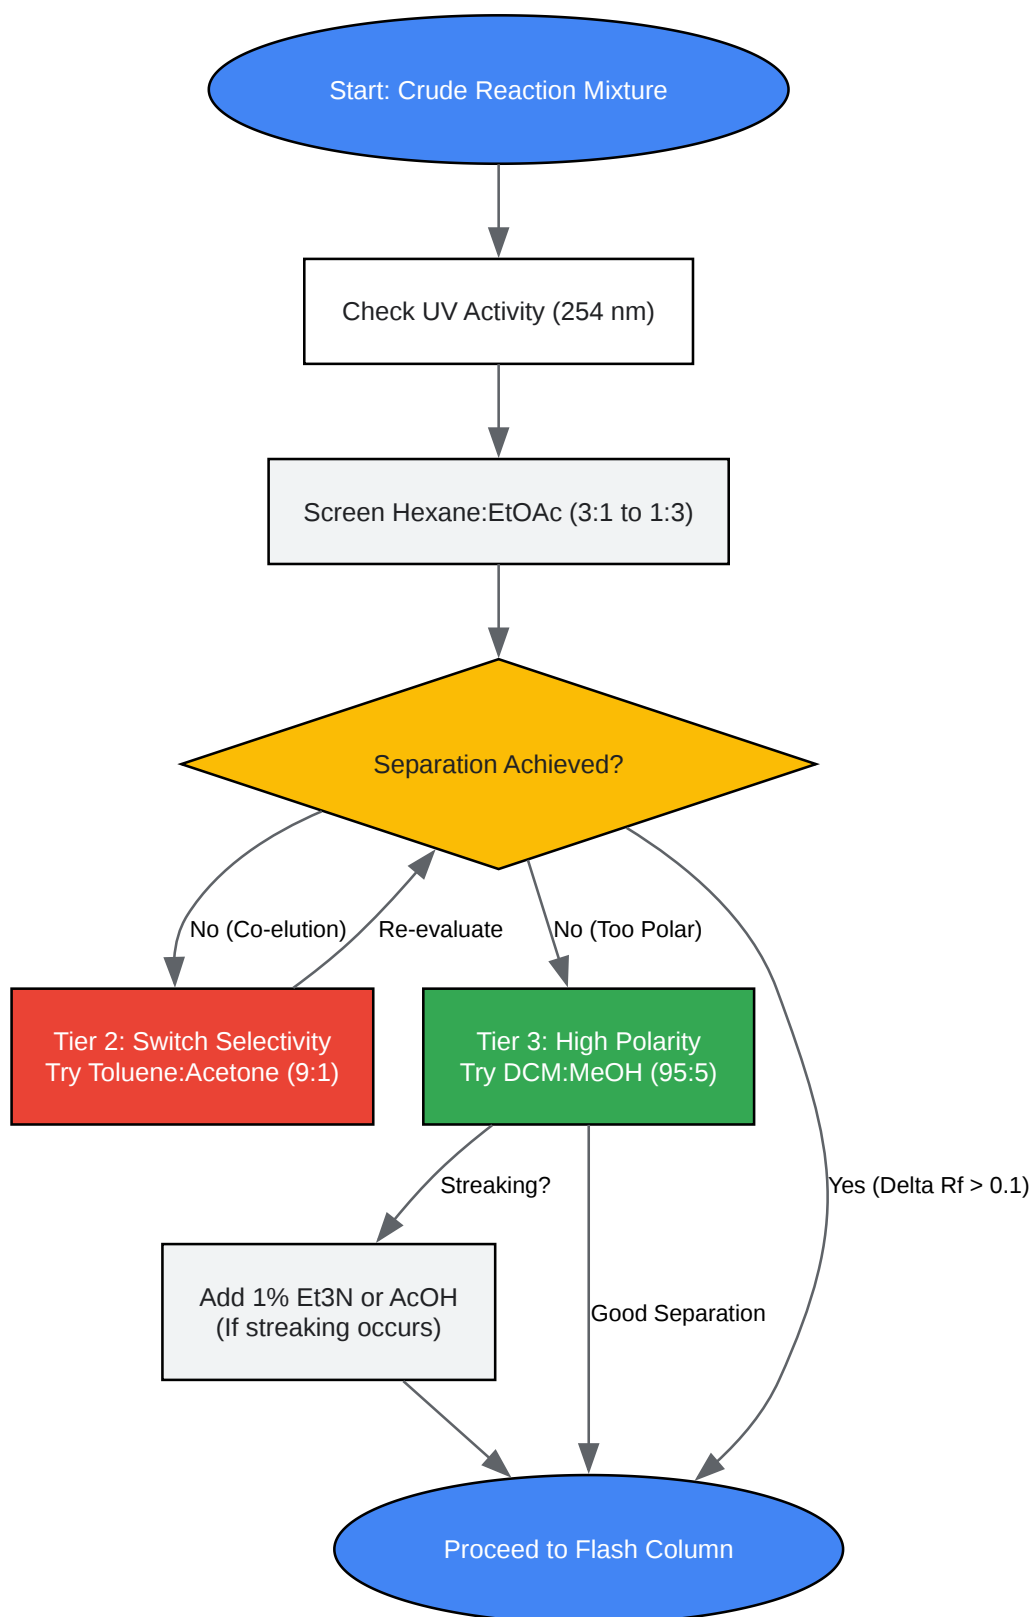 Start: Crude Reaction Mixture
Check UV Activity (254 nm)
Screen Hexane:EtOAc (3:1 to 1:3)
Separation Achieved?
No (Co-elution)
Re-evaluate
No (Too Polar)
Tier 2: Switch Selectivity
Try Toluene:Acetone (9:1)
Tier 3: High Polarity
Try DCM:MeOH (95:5)
Streaking?
Yes (Delta Rf > 0.1)
Add 1% Et3N or AcOH
(If streaking occurs)
Good Separation
Proceed to Flash Column